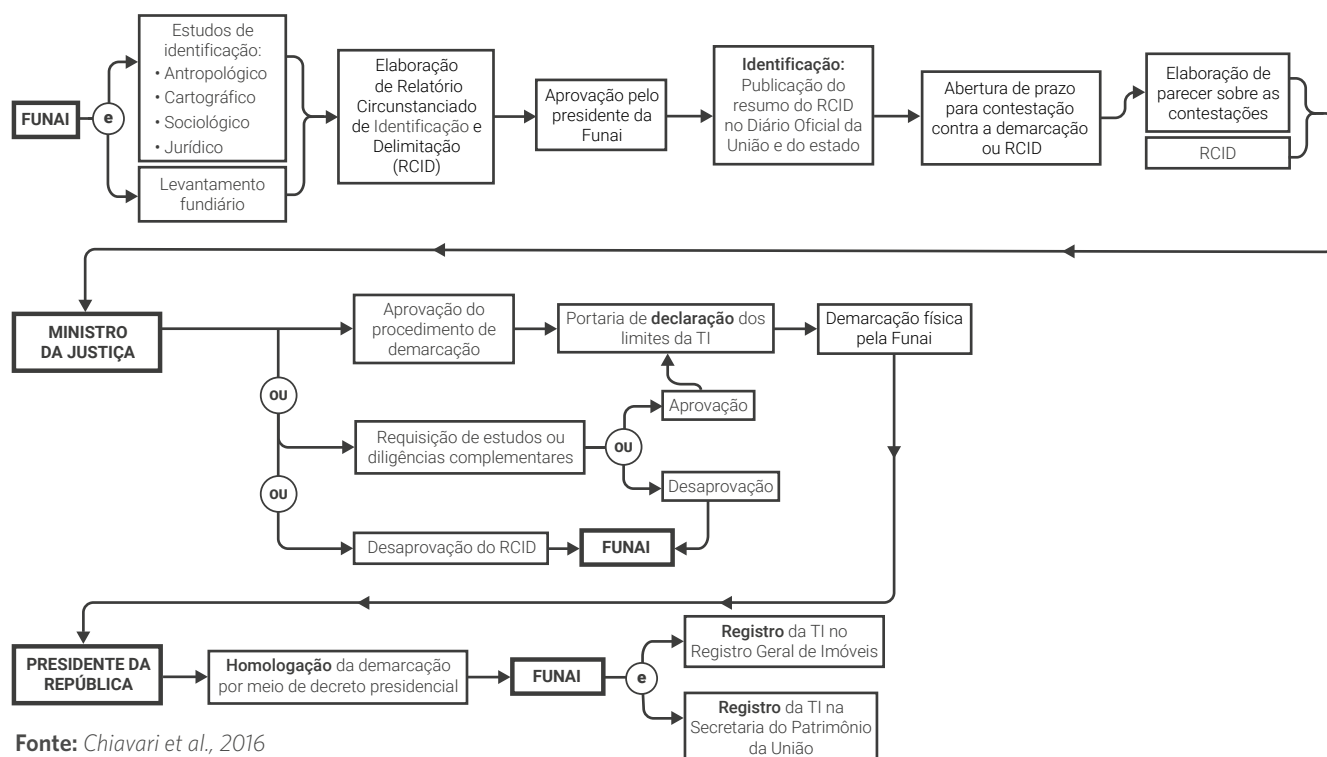 FUNAI
e
Estudos de
identificação:
• Antropológico
• Cartográfico
• Sociológico
• Jurídico
Levantamento
fundiário
Elaboração
de Relatório
Circunstanciado
de Identificação e
Delimitação
(RCID)
Aprovação pelo
presidente da
Funai
Identificação:
Publicação do
resumo do RCID
no Diário Oficial da
União e do estado
Abertura de prazo
para contestação
contra a demarcação
ou RCID
Elaboração de
parecer sobre as
contestações
RCID
MINISTRO
DA JUSTIÇA
Aprovação do
procedimento de
demarcação
Portaria de declaração dos
limites da TI
Demarcação física
pela Funai
OU
Requisição de estudos ou
diligências complementares
OU
Aprovação
Desaprovação
OU
Desaprovação do RCID
FUNAI
PRESIDENTE DA
REPÚBLICA
Homologação da demarcação
por meio de decreto presidencial
FUNAI
e
Registro da TI no
Registro Geral de Imóveis
Registro da TI na
Secretaria do Patrimônio
da União
Fonte: Chiavari et al., 2016